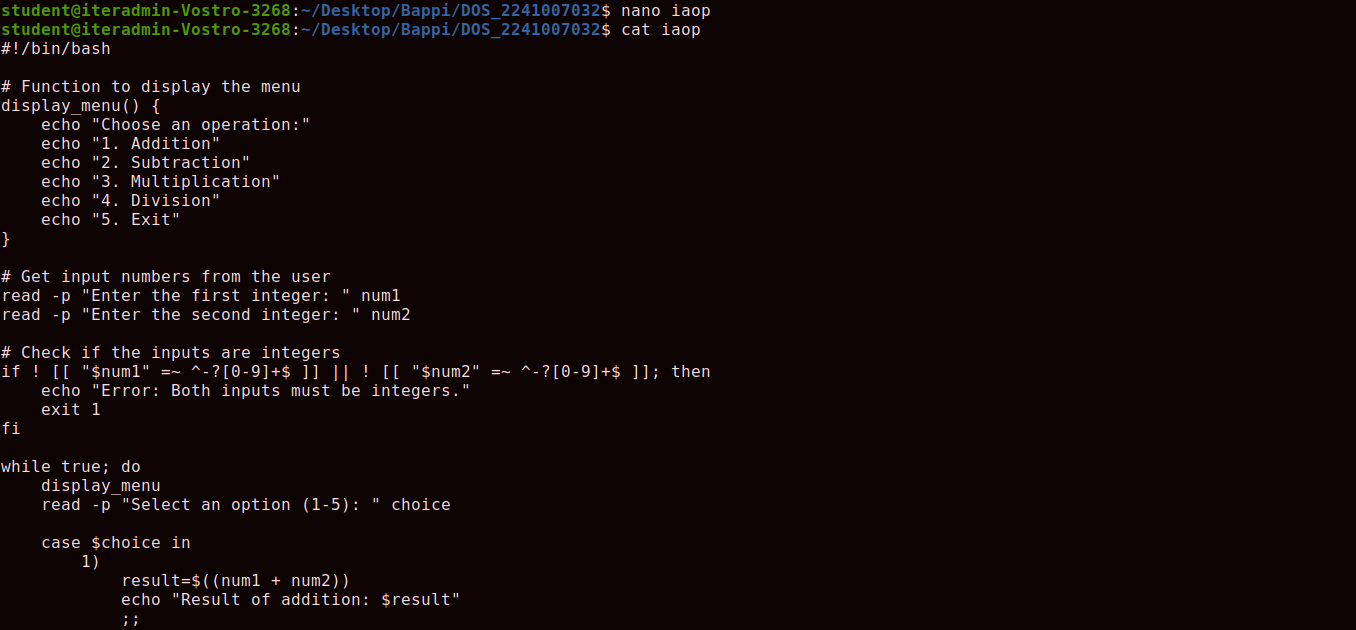 student@iteradmin-Vostro-3268:~/Desktop/Bappi/DOS_2241007032$ nano iaop
student@iteradmin-Vostro-3268:~/Desktop/Bappi/DOS_2241007032$ cat iaop
#!/bin/bash

# Function to display the menu
display_menu() {
    echo "Choose an operation:"
    echo "1. Addition"
    echo "2. Subtraction"
    echo "3. Multiplication"
    echo "4. Division"
    echo "5. Exit"
}

# Get input numbers from the user
read -p "Enter the first integer: " num1
read -p "Enter the second integer: " num2

# Check if the inputs are integers
if ! [[ "$num1" =~ ^-?[0-9]+$ ]] || ! [[ "$num2" =~ ^-?[0-9]+$ ]]; then
    echo "Error: Both inputs must be integers."
    exit 1
fi

while true; do
    display_menu
    read -p "Select an option (1-5): " choice

    case $choice in
        1)
            result=$((num1 + num2))
            echo "Result of addition: $result"
            ;;